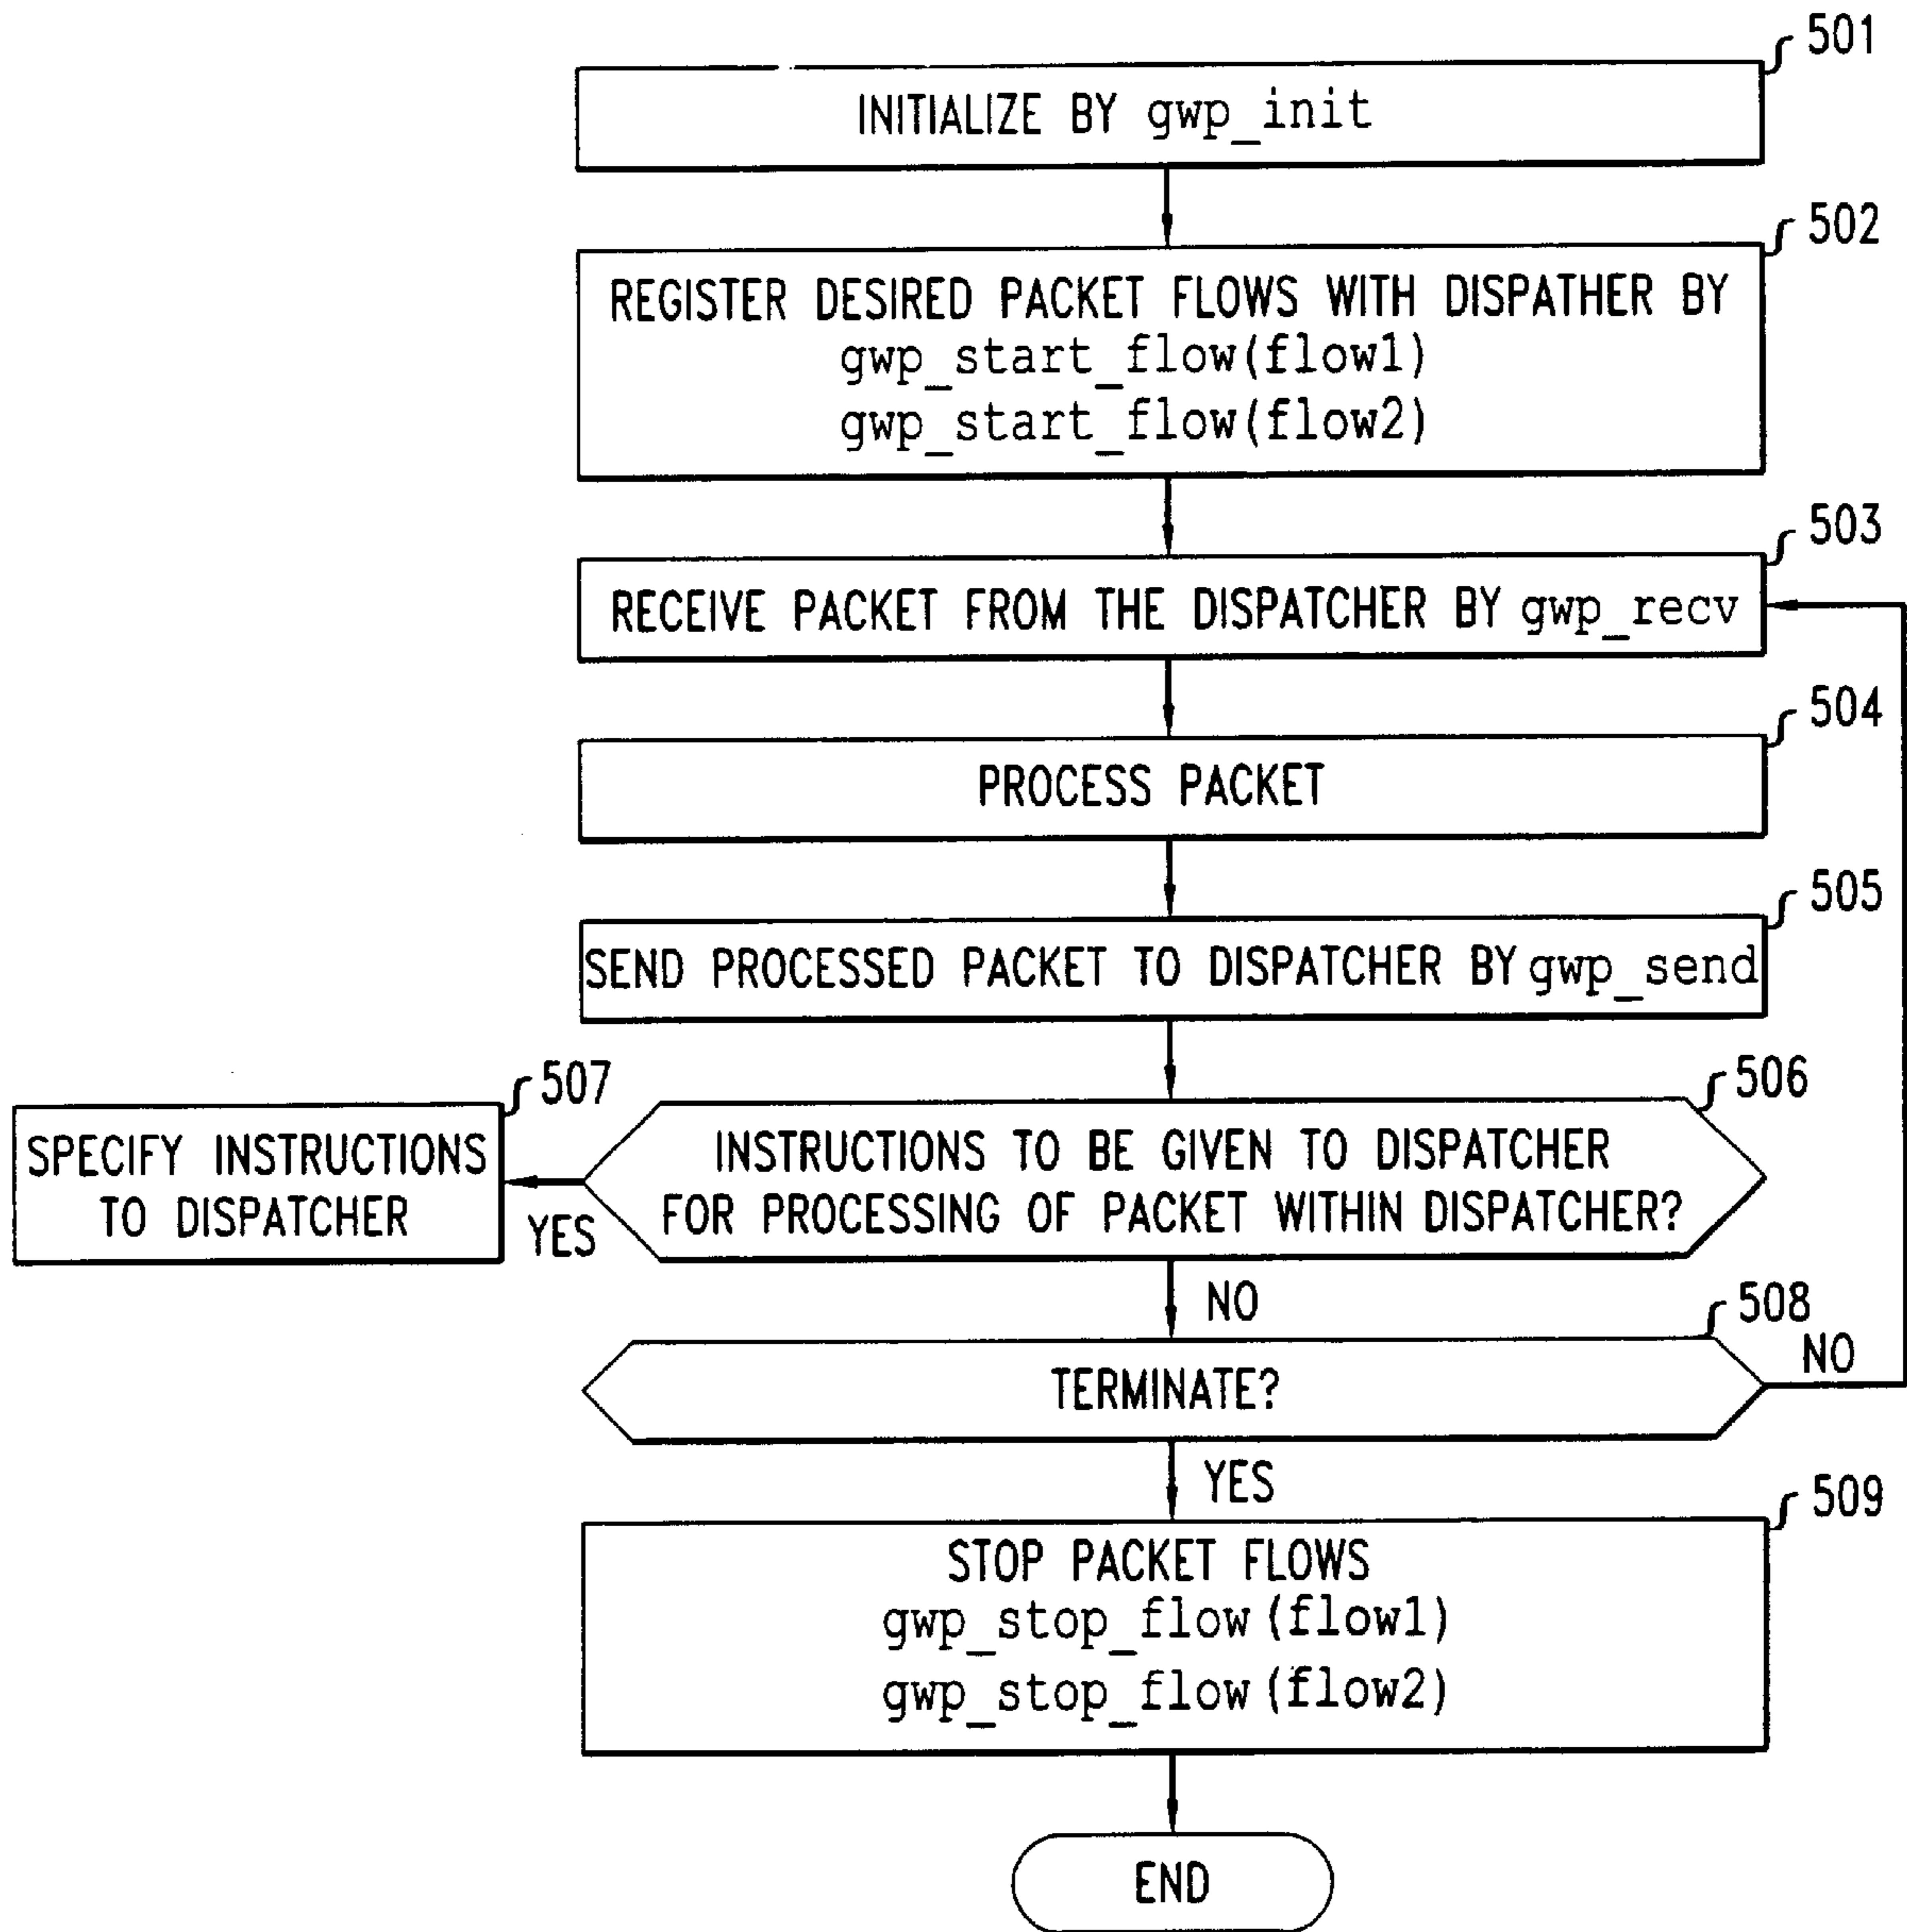 501
INITIALIZE BY gwp_init
502
REGISTER DESIRED PACKET FLOWS WITH DISPATHER BY
gwp_start_flow(flow1)
gwp_start_flow(flow2)
503
RECEIVE PACKET FROM THE DISPATCHER BY gwp_recv
504
PROCESS PACKET
505
SEND PROCESSED PACKET TO DISPATCHER BY gwp_send
506
INSTRUCTIONS TO BE GIVEN TO DISPATCHER
FOR PROCESSING OF PACKET WITHIN DISPATCHER?
YES
507
SPECIFY INSTRUCTIONS
TO DISPATCHER
NO
508
TERMINATE?
NO
YES
509
STOP PACKET FLOWS
gwp_stop_flow(flow1)
gwp_stop_flow(flow2)
END